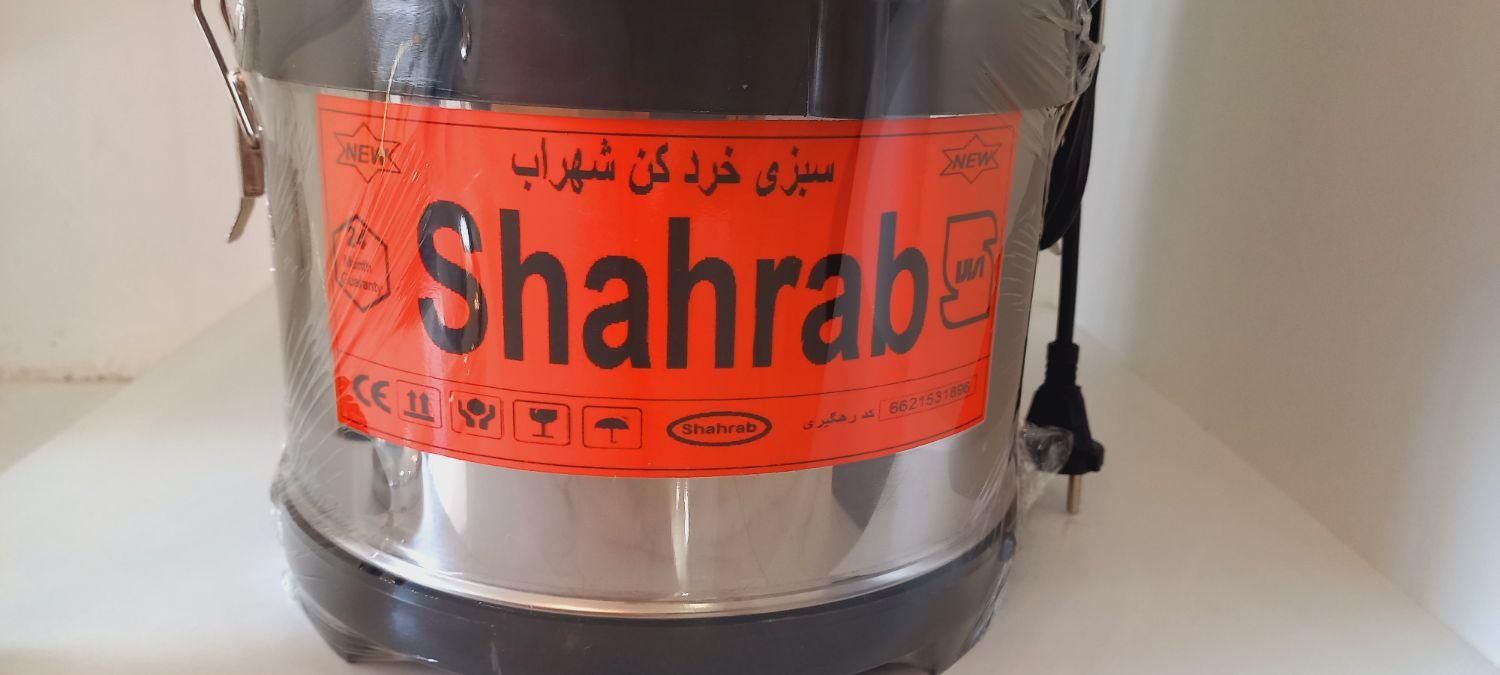 NEW
سبزی خرد کن شهراب
NEW
24
Month
Guaranty
Shahrab
CE
Shahrab
کد رهگیری 6621531896